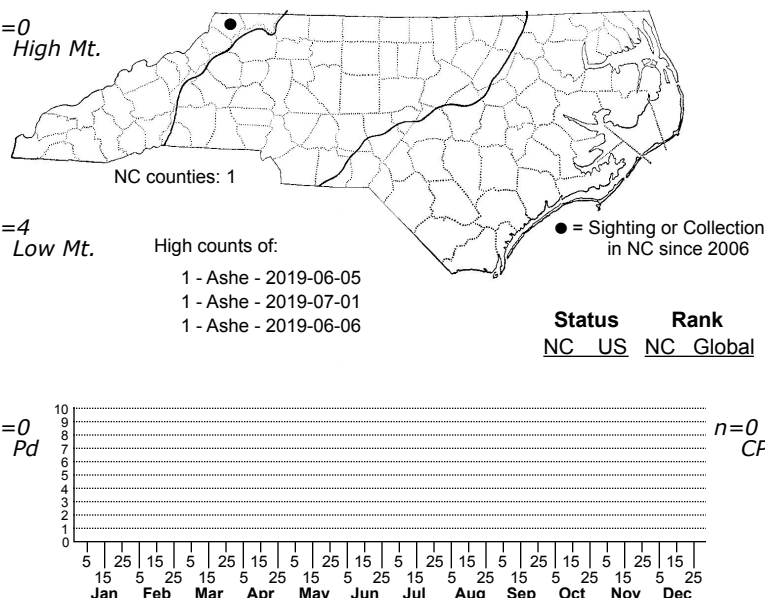 =0
High Mt.
NC counties: 1
=4
Low Mt.
High counts of:
1 - Ashe - 2019-06-05
1 - Ashe - 2019-07-01
1 - Ashe - 2019-06-06
● = Sighting or Collection
in NC since 2006
Status Rank
NC US NC Global
=0
Pd
n=0
CP
10
9
8
7
6
5
4
3
2
1
0
5 25 15 5 25 15 5 25 15 5 25 15 5 25 15 5 25 15
15 5 25 15 5 25 15 5 25 15 5 25 15 5 25 15 5 25
Jan Feb Mar Apr May Jun Jul Aug Sep Oct Nov Dec